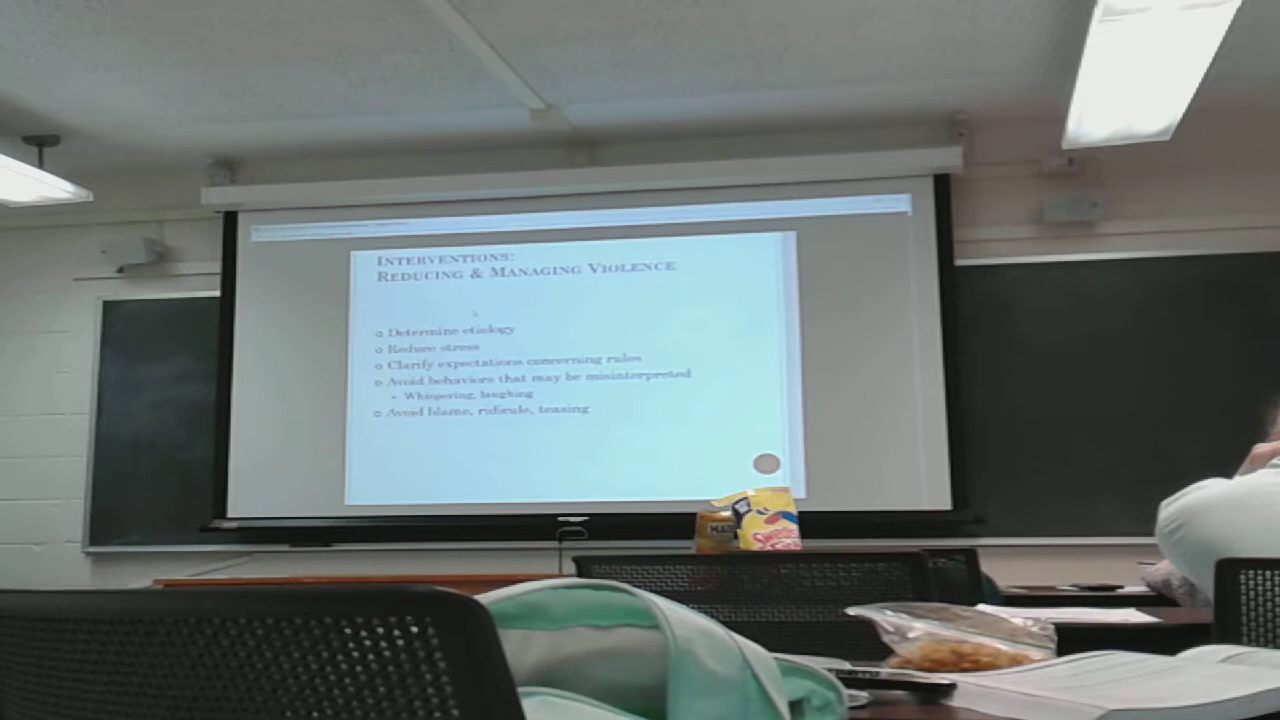 INTERVENTIONS:
REDUCING & MANAGING VIOLENCE
Determine etiology
Reduce stress
Clarify expectations concerning rules
Avoid behaviors that may be misinterpreted
Whispering, laughing
Avoid blame, ridicule, teasing